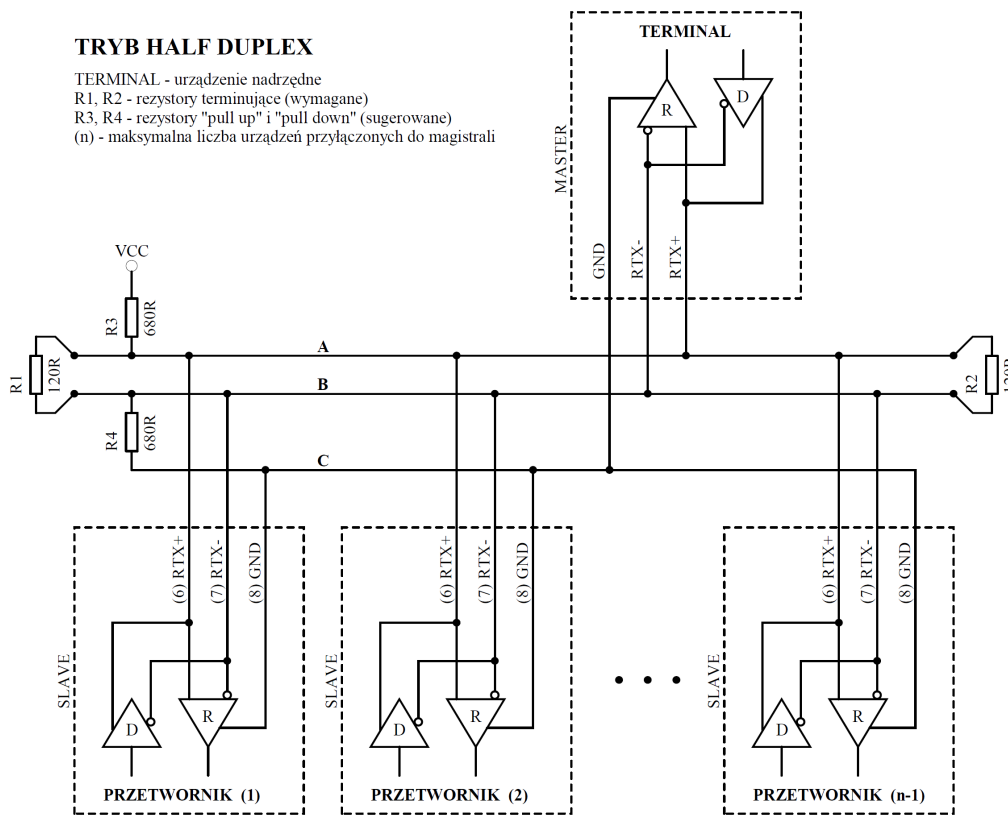 TRYB HALF DUPLEX
TERMINAL - urządzenie nadrzędne
R1, R2 - rezystory terminujące (wymagane)
R3, R4 - rezystory "pull up" i "pull down" (sugerowane)
(n) - maksymalna liczba urządzeń przyłączonych do magistrali
TERMINAL
R
D
MASTER
GND
RTX-
RTX+
VCC
R3
680R
R1
120R
A
B
R2
120R
R4
680R
C
SLAVE
(6) RTX+
(7) RTX-
(8) GND
D
R
PRZETWORNIK (1)
SLAVE
(6) RTX+
(7) RTX-
(8) GND
D
R
PRZETWORNIK (2)
SLAVE
(6) RTX+
(7) RTX-
(8) GND
D
R
PRZETWORNIK (n-1)